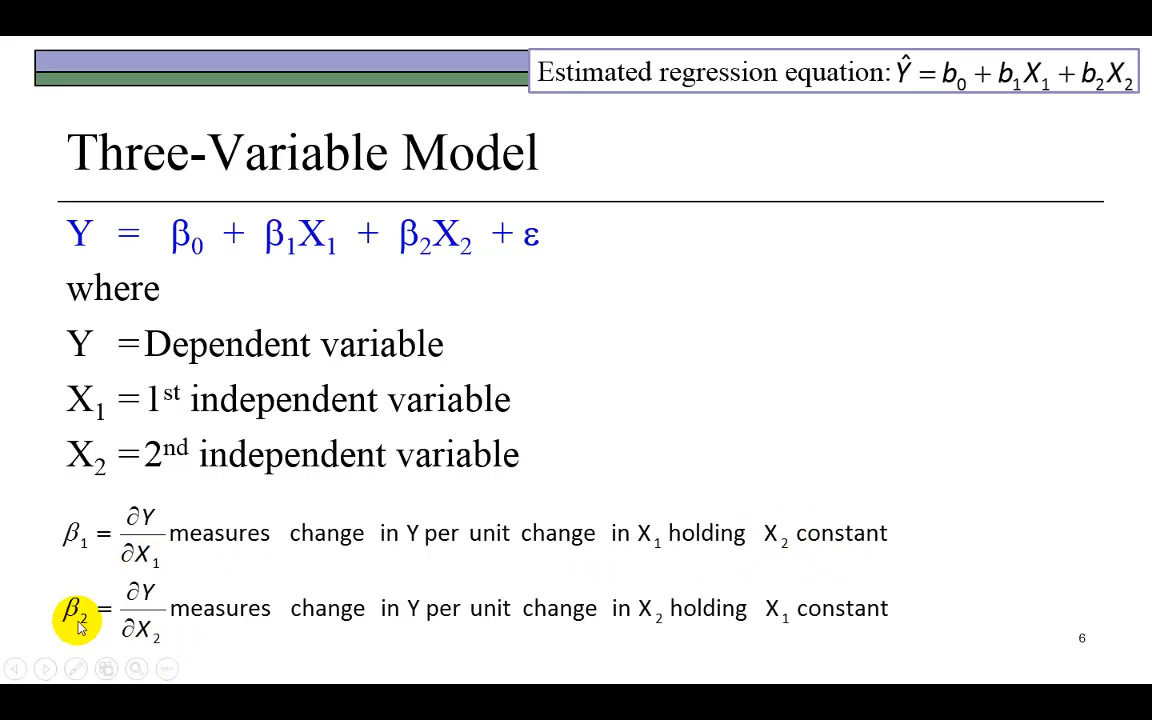 Estimated regression equation: Ŷ = b₀ + b₁X₁ + b₂X₂
Three-Variable Model
Y = β₀ + β₁X₁ + β₂X₂ + ε
where
Y = Dependent variable
X₁ = 1st independent variable
X₂ = 2nd independent variable
β₁ = ∂Y/∂X₁ measures change in Y per unit change in X₁ holding X₂ constant
β₂ = ∂Y/∂X₂ measures change in Y per unit change in X₂ holding X₁ constant
6